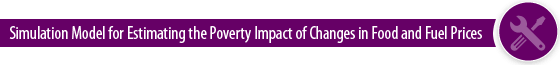 Simulation Model for Estimating the Poverty Impact of Changes in Food and Fuel Prices